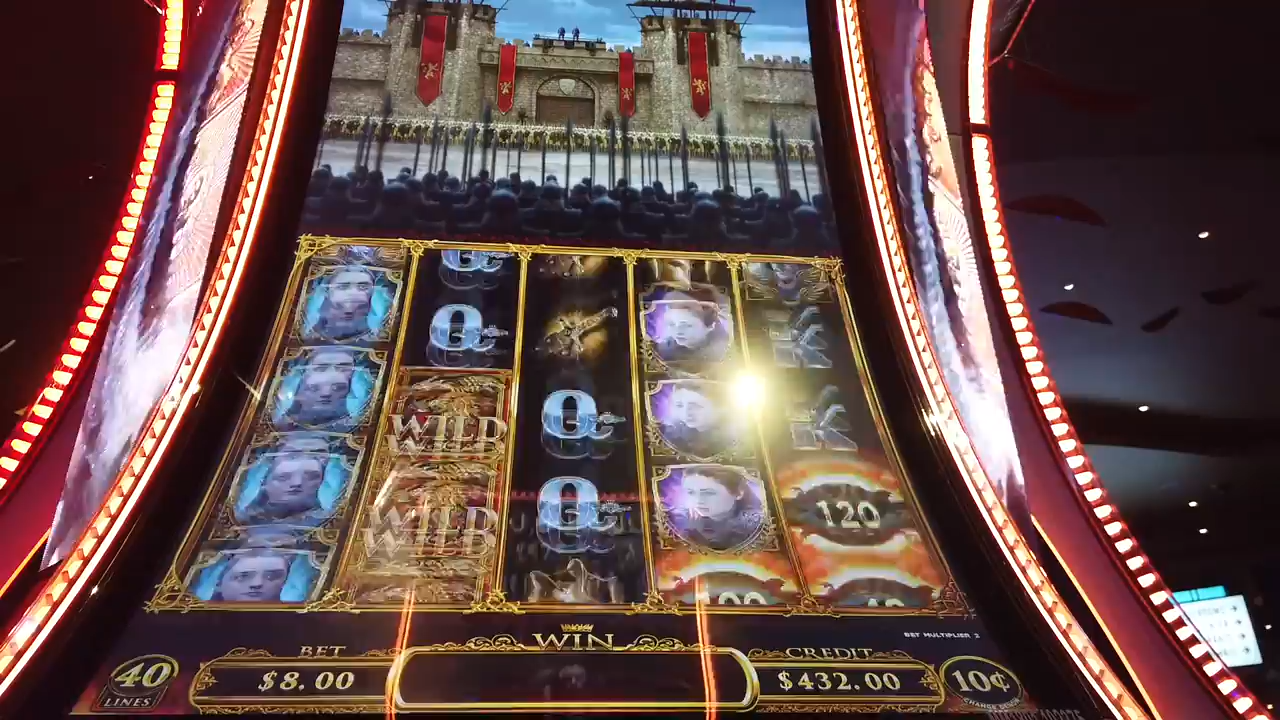 Q
Q
WILD
Q
WILD
Q
120
WIN
BET MULTIPLIER 2
BET
CREDIT
40
LINES
$8.00
$432.00
10¢